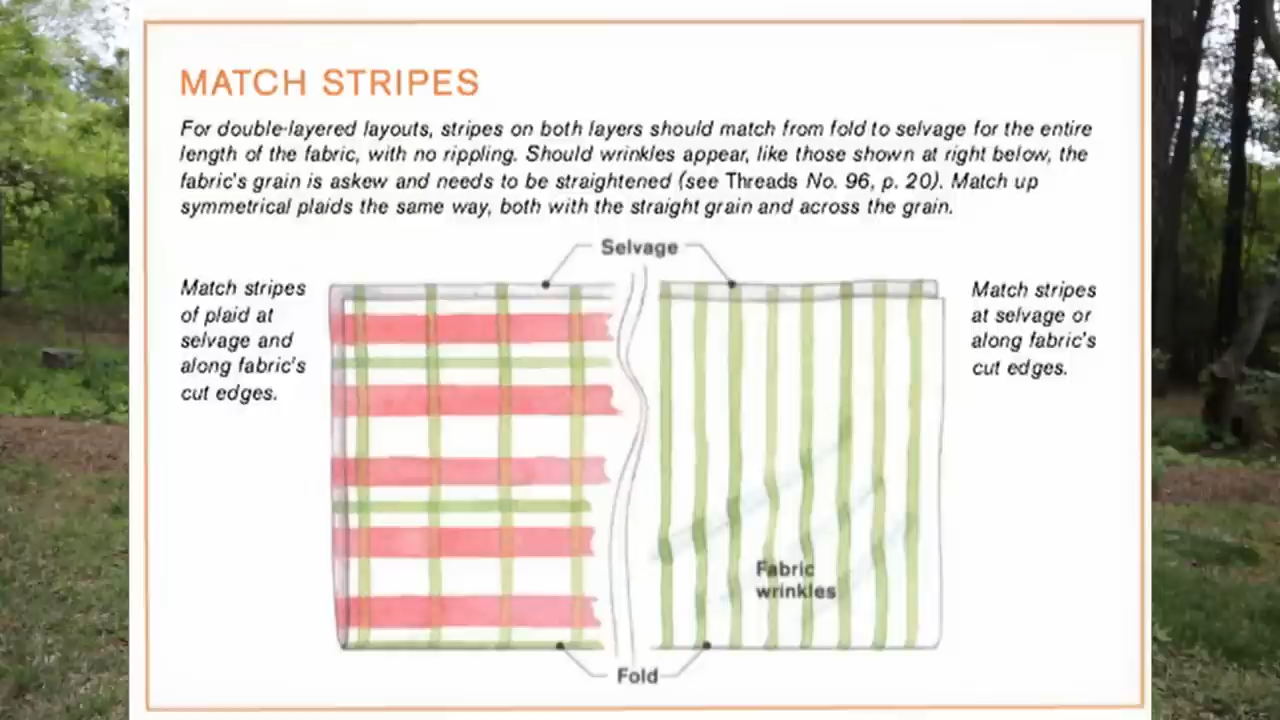 MATCH STRIPES
For double-layered layouts, stripes on both layers should match from fold to selvage for the entire
length of the fabric, with no rippling. Should wrinkles appear, like those shown at right below, the
fabric's grain is askew and needs to be straightened (see Threads No. 96, p. 20). Match up
symmetrical plaids the same way, both with the straight grain and across the grain.
Selvage
Match stripes
of plaid at
selvage and
along fabric's
cut edges.
Match stripes
at selvage or
along fabric's
cut edges.
Fabric
wrinkles
Fold